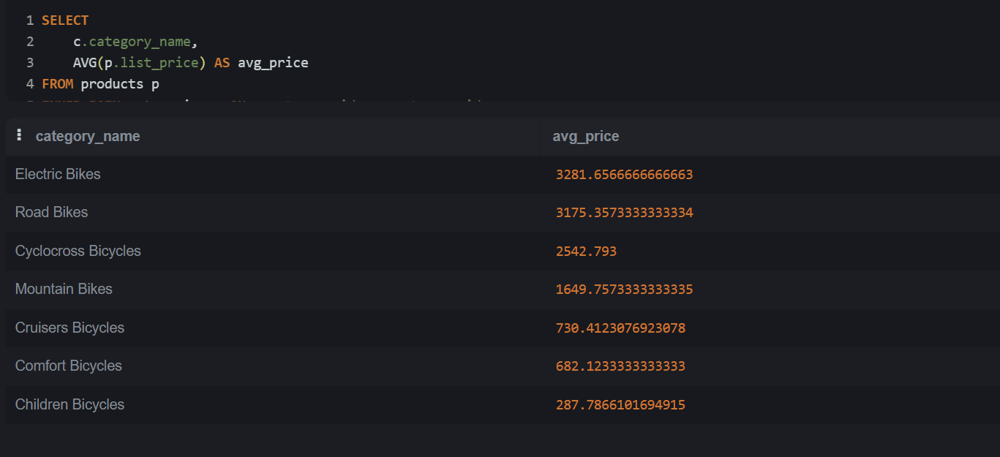 1 SELECT
2 c.category_name,
3 AVG(p.list_price) AS avg_price
4 FROM products p
category_name avg_price
Electric Bikes 3281.6566666666663
Road Bikes 3175.3573333333334
Cyclocross Bicycles 2542.793
Mountain Bikes 1649.7573333333335
Cruisers Bicycles 730.4123076923078
Comfort Bicycles 682.1233333333333
Children Bicycles 287.7866101694915